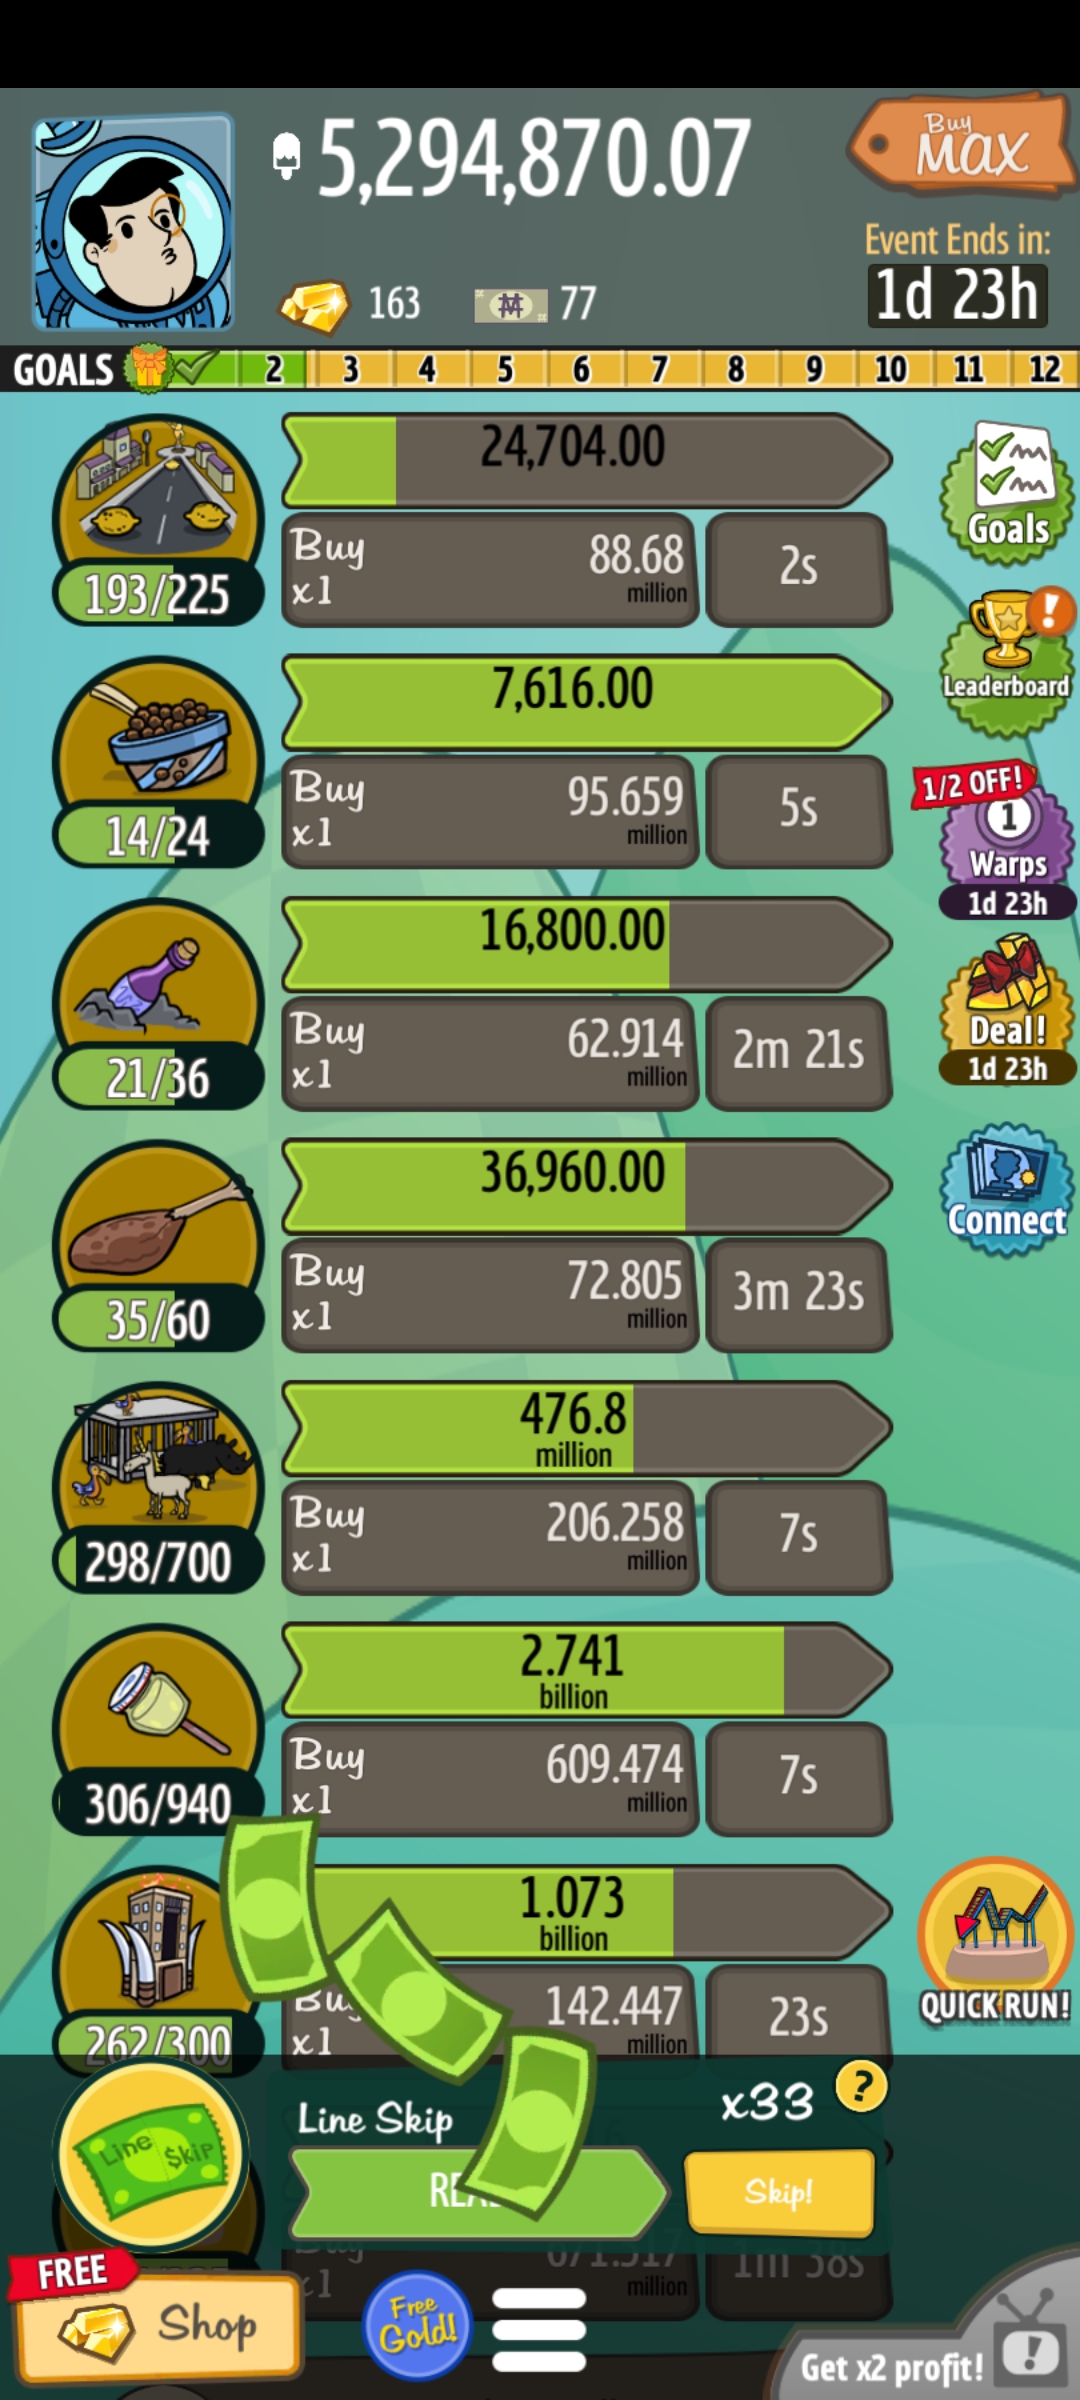 5,294,870.07
Buy
MAX
Event Ends in:
1d 23h
163
77
GOALS
2 3 4 5 6 7 8 9 10 11 12
24,704.00
Buy
x1
88.68
million
2s
193/225
Goals
7,616.00
Buy
x1
95.659
million
5s
14/24
Leaderboard
1/2 OFF!
1
Warps
1d 23h
16,800.00
Buy
x1
62.914
million
2m 21s
21/36
Deal!
1d 23h
36,960.00
Buy
x1
72.805
million
3m 23s
35/60
Connect
476.8
million
Buy
x1
206.258
million
7s
298/700
2.741
billion
Buy
x1
609.474
million
7s
306/940
1.073
billion
x1
142.447
million
23s
262/300
QUICK RUN!
Line Skip
Line Skip
x33
?
Skip!
671.517
million
1m 38s
x1
FREE
Shop
Free
Gold!
Get x2 profit!